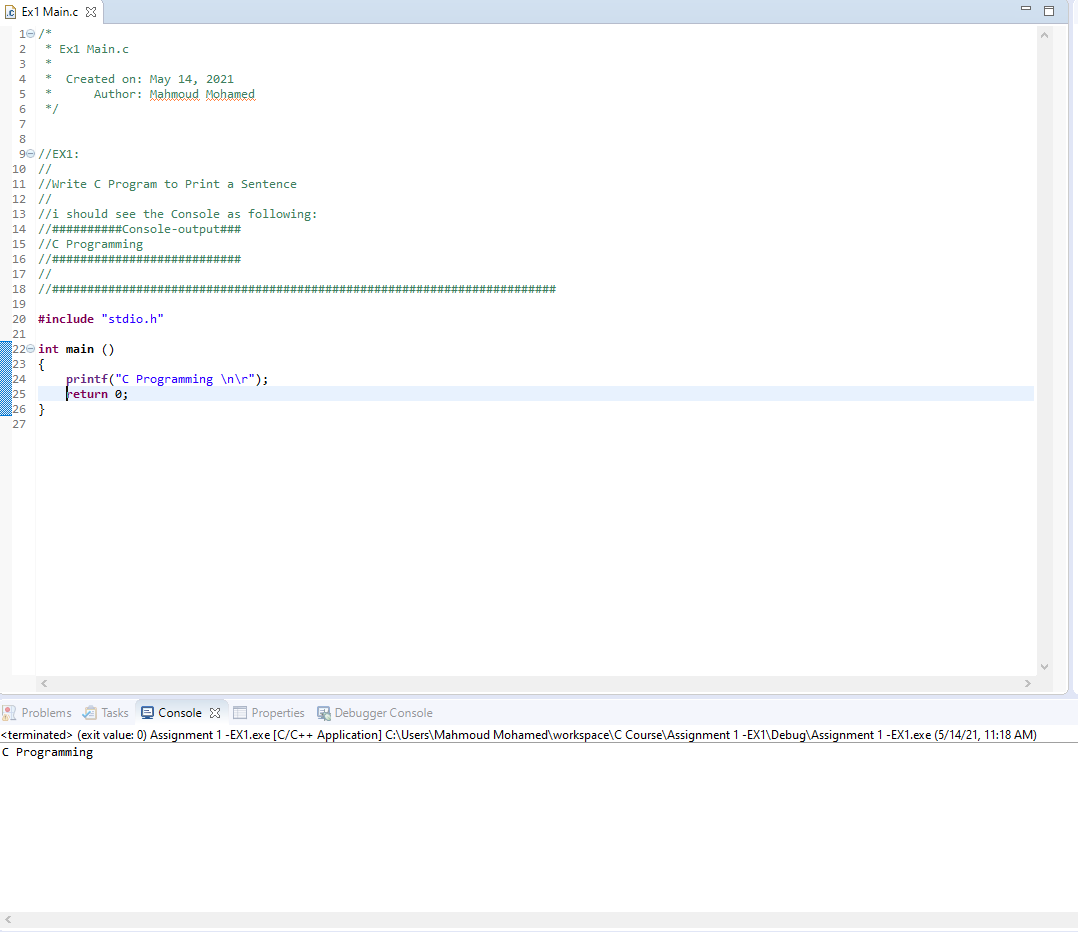 Ex1 Main.c
1 /*
2  * Ex1 Main.c
3  *
4  *  Created on: May 14, 2021
5  *      Author: Mahmoud Mohamed
6  */
7
8
9 //EX1:
10 //
11 //Write C Program to Print a Sentence
12 //
13 //i should see the Console as following:
14 //##########Console-output###
15 //C Programming
16 //###########################
17 //
18 //########################################################################
19
20 #include "stdio.h"
21
22 int main ()
23 {
24     printf("C Programming \n\r");
25     return 0;
26 }
27
Problems Tasks Console Properties Debugger Console
<terminated> (exit value: 0) Assignment 1 -EX1.exe [C/C++ Application] C:\Users\Mahmoud Mohamed\workspace\C Course\Assignment 1 -EX1\Debug\Assignment 1 -EX1.exe (5/14/21, 11:18 AM)
C Programming